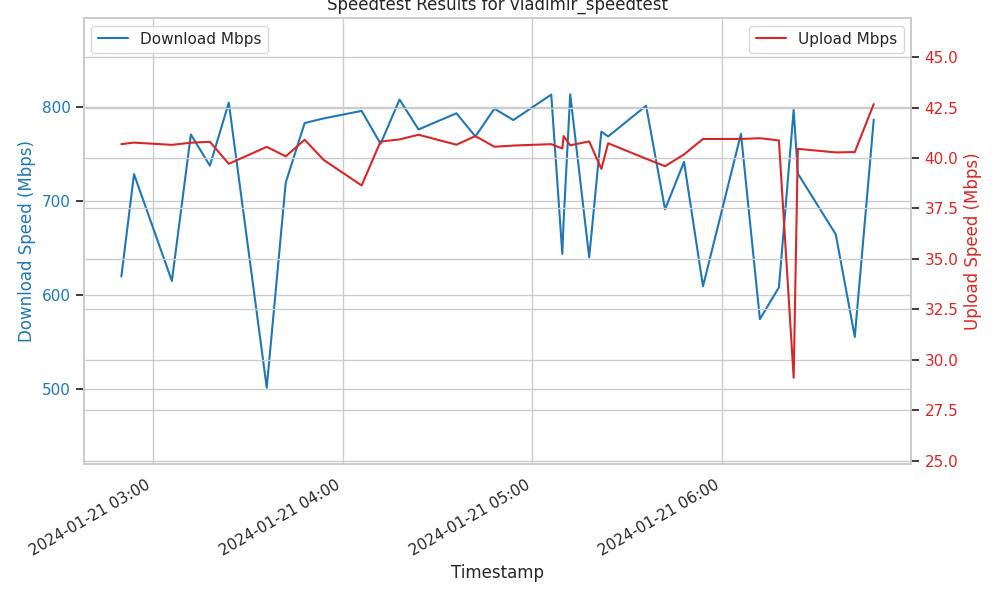 Speedtest Results for vladimir_speedtest
Download Mbps
Upload Mbps
800
700
600
500
Download Speed (Mbps)
45.0
42.5
40.0
37.5
35.0
32.5
30.0
27.5
25.0
Upload Speed (Mbps)
2024-01-21 03:00
2024-01-21 04:00
2024-01-21 05:00
2024-01-21 06:00
Timestamp